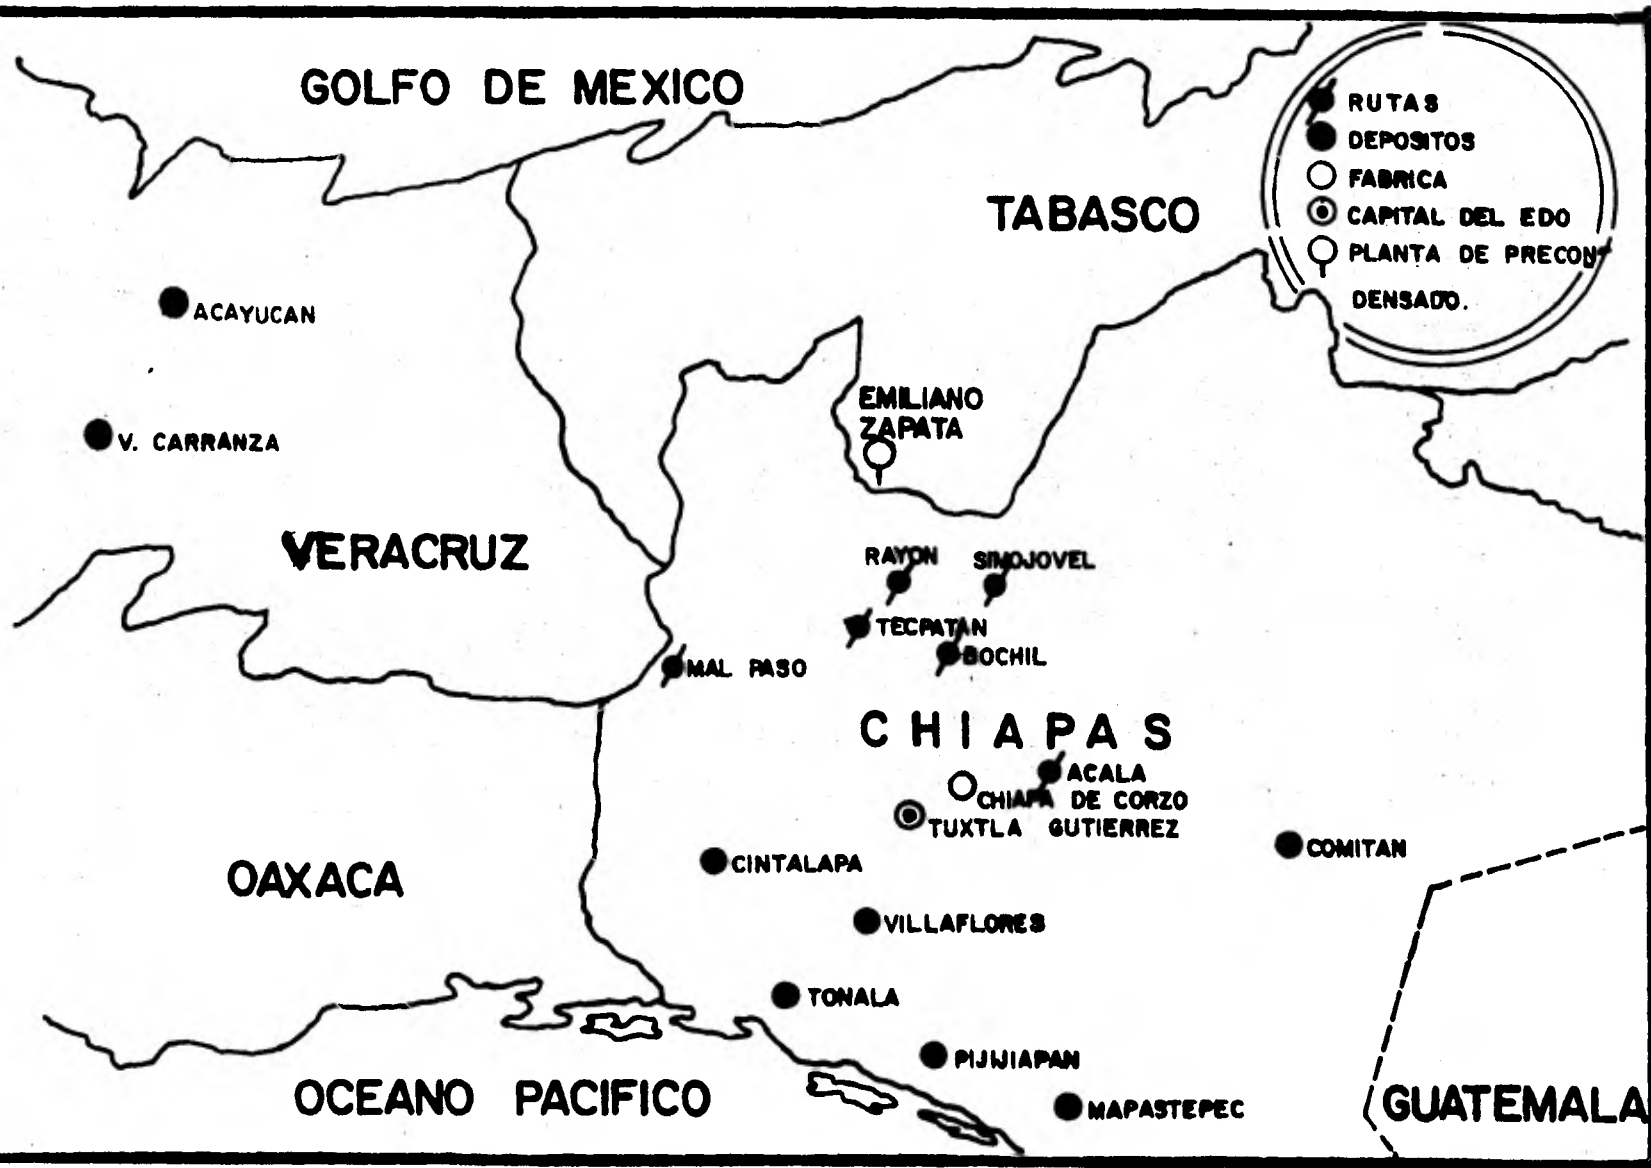 GOLFO DE MEXICO
RUTAS
DEPOSITOS
FABRICA
CAPITAL DEL EDO
PLANTA DE PRECON-
DENSADO.
TABASCO
ACAYUCAN
EMILIANO
ZAPATA
V. CARRANZA
VERACRUZ
RAYON
SIMOJOVEL
TECPATAN
BOCHIL
MAL PASO
CHIAPAS
ACALA
CHIAPA DE CORZO
TUXTLA GUTIERREZ
COMITAN
CINTALAPA
OAXACA
VILLAFLORES
TONALA
PIJIJIAPAN
OCEANO PACIFICO
MAPASTEPEC
GUATEMALA